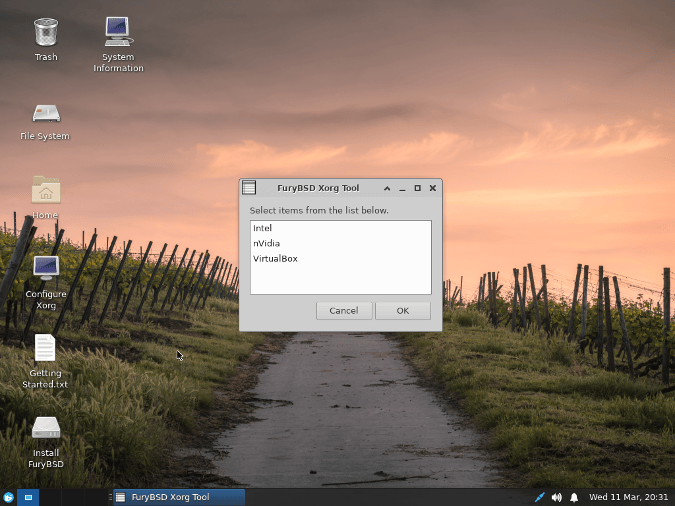 Trash
System
Information
File System
Home
Configure
Xorg
Getting
Started.txt
Install
FuryBSD
FuryBSD Xorg Tool
Select items from the list below.
Intel
nVidia
VirtualBox
Cancel
OK
FuryBSD Xorg Tool
Wed 11 Mar, 20:31